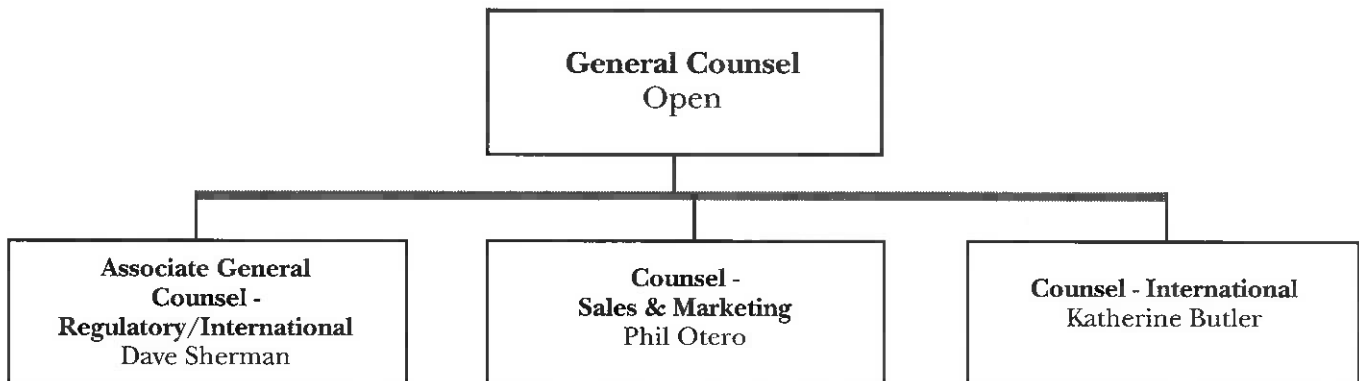 General Counsel
Open
Associate General
Counsel -
Regulatory/International
Dave Sherman
Counsel -
Sales & Marketing
Phil Otero
Counsel - International
Katherine Butler